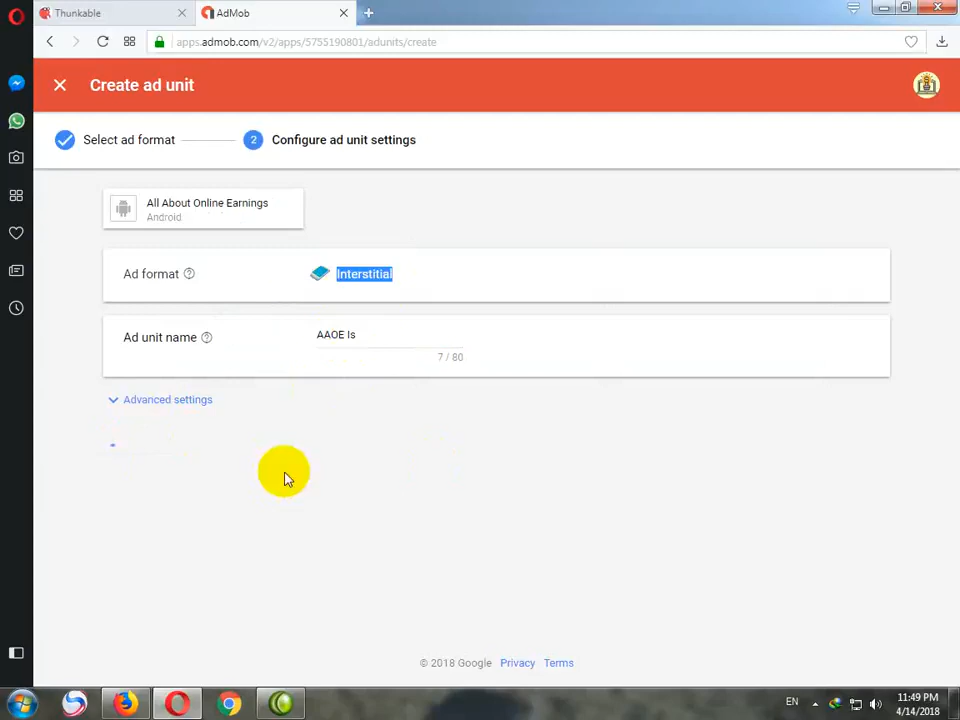 Thunkable
AdMob
apps.admob.com/v2/apps/5755190801/adunits/create
Create ad unit
Select ad format
2
Configure ad unit settings
All About Online Earnings
Android
Ad format
Interstitial
Ad unit name
AAOE Is
7 / 80
Advanced settings
© 2018 Google Privacy Terms
EN
11:49 PM
4/14/2018